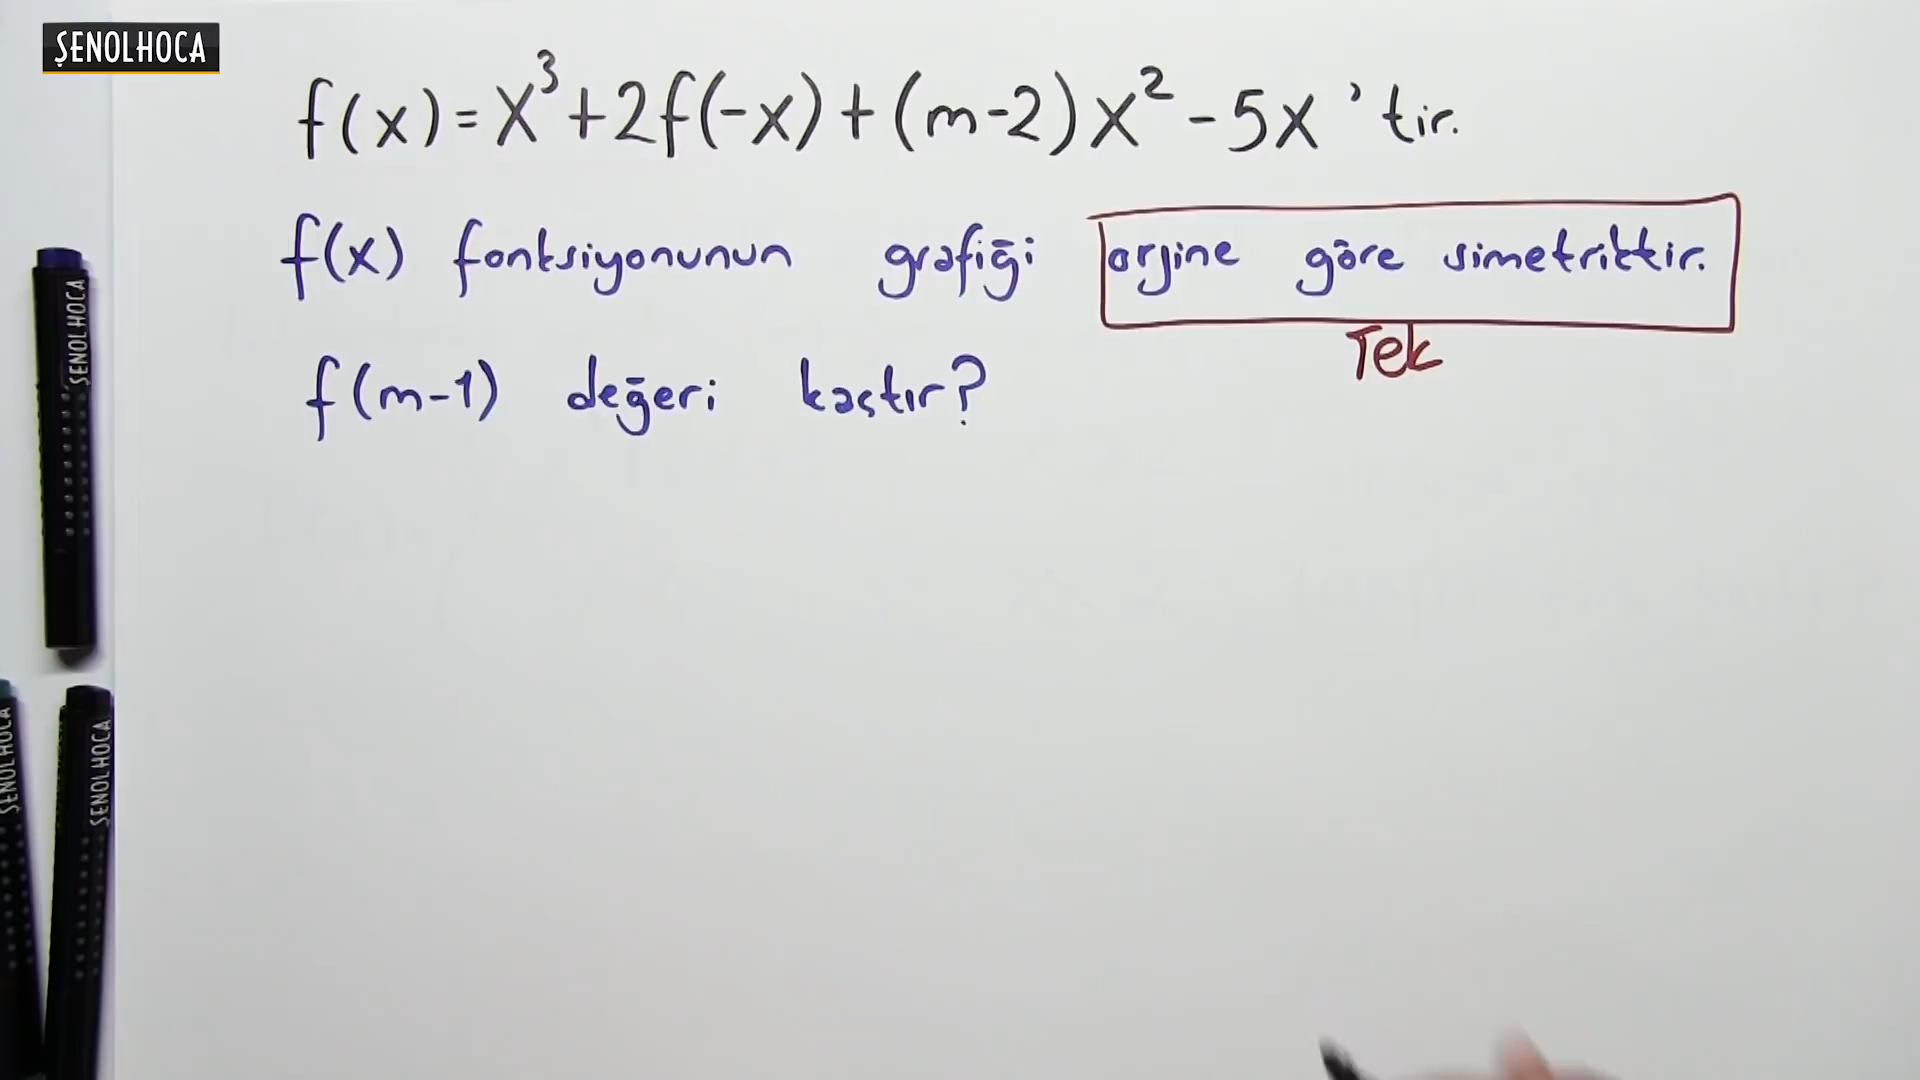 ŞENOLHOCA
f(x)=x³+2f(-x)+(m-2)x²-5x'tir.
f(x) fonksiyonunun grafiği orjine göre simetriktir.
Tek
f(m-1) değeri kaçtır?
ŞENOLHOCA
ŞENOLHOCA
ŞENOLHOCA